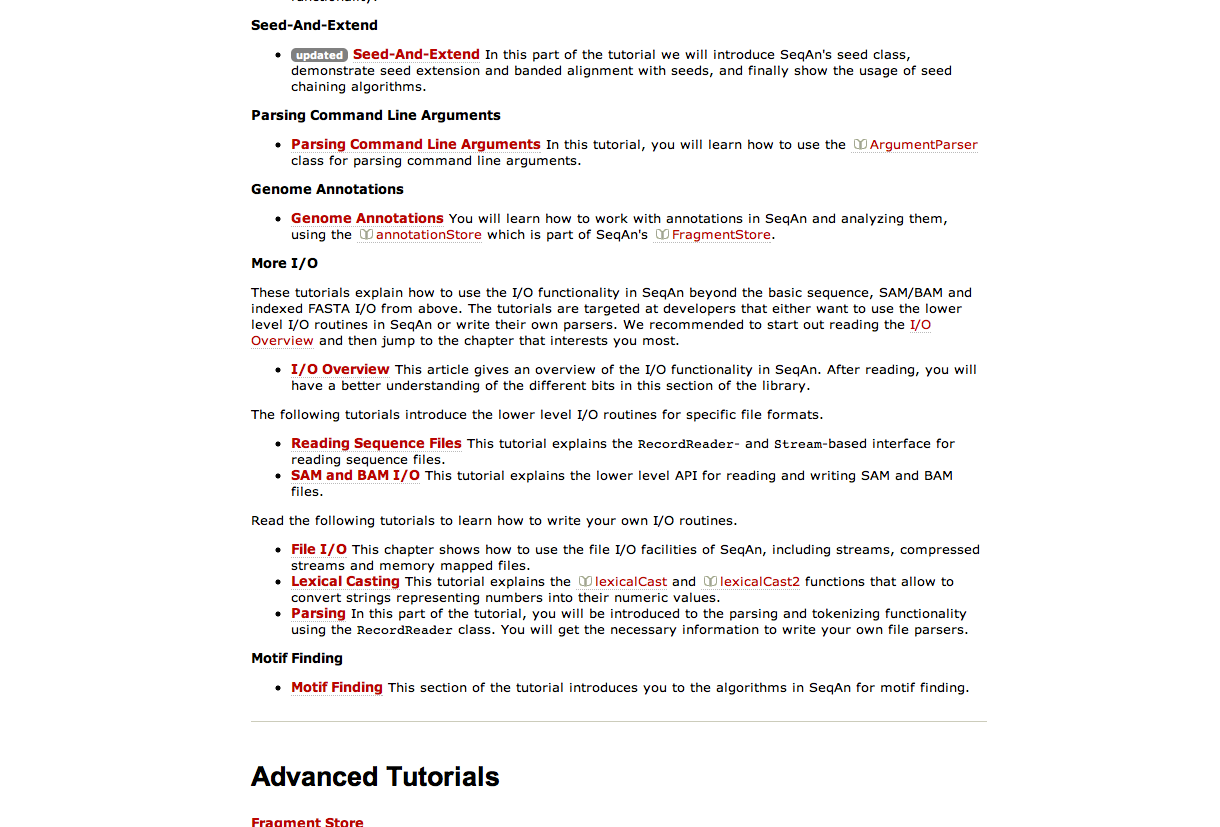 functionality.
Seed-And-Extend
updated Seed-And-Extend In this part of the tutorial we will introduce SeqAn's seed class,
demonstrate seed extension and banded alignment with seeds, and finally show the usage of seed
chaining algorithms.
Parsing Command Line Arguments
Parsing Command Line Arguments In this tutorial, you will learn how to use the ArgumentParser
class for parsing command line arguments.
Genome Annotations
Genome Annotations You will learn how to work with annotations in SeqAn and analyzing them,
using the annotationStore which is part of SeqAn's FragmentStore.
More I/O
These tutorials explain how to use the I/O functionality in SeqAn beyond the basic sequence, SAM/BAM and
indexed FASTA I/O from above. The tutorials are targeted at developers that either want to use the lower
level I/O routines in SeqAn or write their own parsers. We recommended to start out reading the I/O
Overview and then jump to the chapter that interests you most.
I/O Overview This article gives an overview of the I/O functionality in SeqAn. After reading, you will
have a better understanding of the different bits in this section of the library.
The following tutorials introduce the lower level I/O routines for specific file formats.
Reading Sequence Files This tutorial explains the RecordReader- and Stream-based interface for
reading sequence files.
SAM and BAM I/O This tutorial explains the lower level API for reading and writing SAM and BAM
files.
Read the following tutorials to learn how to write your own I/O routines.
File I/O This chapter shows how to use the file I/O facilities of SeqAn, including streams, compressed
streams and memory mapped files.
Lexical Casting This tutorial explains the lexicalCast and lexicalCast2 functions that allow to
convert strings representing numbers into their numeric values.
Parsing In this part of the tutorial, you will be introduced to the parsing and tokenizing functionality
using the RecordReader class. You will get the necessary information to write your own file parsers.
Motif Finding
Motif Finding This section of the tutorial introduces you to the algorithms in SeqAn for motif finding.
Advanced Tutorials
Fragment Store